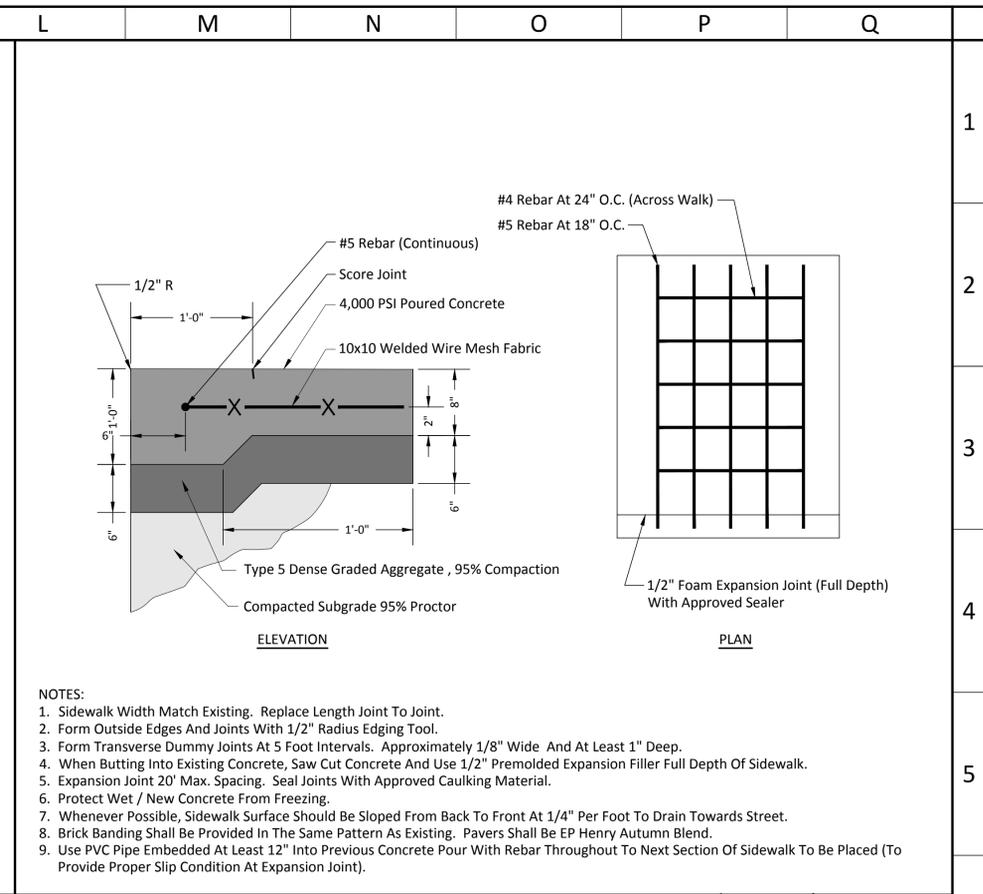 L M N O P Q
1
#4 Rebar At 24" O.C. (Across Walk)
#5 Rebar At 18" O.C.
#5 Rebar (Continuous)
Score Joint
1/2" R
4,000 PSI Poured Concrete
1'-0"
10x10 Welded Wire Mesh Fabric
2
8"
2"
1'-0"
6"
X X
3
6"
6"
1'-0"
Type 5 Dense Graded Aggregate , 95% Compaction
Compacted Subgrade 95% Proctor
ELEVATION
1/2" Foam Expansion Joint (Full Depth)
With Approved Sealer
PLAN
4
NOTES:
1. Sidewalk Width Match Existing. Replace Length Joint To Joint.
2. Form Outside Edges And Joints With 1/2" Radius Edging Tool.
3. Form Transverse Dummy Joints At 5 Foot Intervals. Approximately 1/8" Wide And At Least 1" Deep.
4. When Butting Into Existing Concrete, Saw Cut Concrete And Use 1/2" Premolded Expansion Filler Full Depth Of Sidewalk.
5. Expansion Joint 20' Max. Spacing. Seal Joints With Approved Caulking Material.
6. Protect Wet / New Concrete From Freezing.
7. Whenever Possible, Sidewalk Surface Should Be Sloped From Back To Front At 1/4" Per Foot To Drain Towards Street.
8. Brick Banding Shall Be Provided In The Same Pattern As Existing. Pavers Shall Be EP Henry Autumn Blend.
9. Use PVC Pipe Embedded At Least 12" Into Previous Concrete Pour With Rebar Throughout To Next Section Of Sidewalk To Be Placed (To
Provide Proper Slip Condition At Expansion Joint).
5